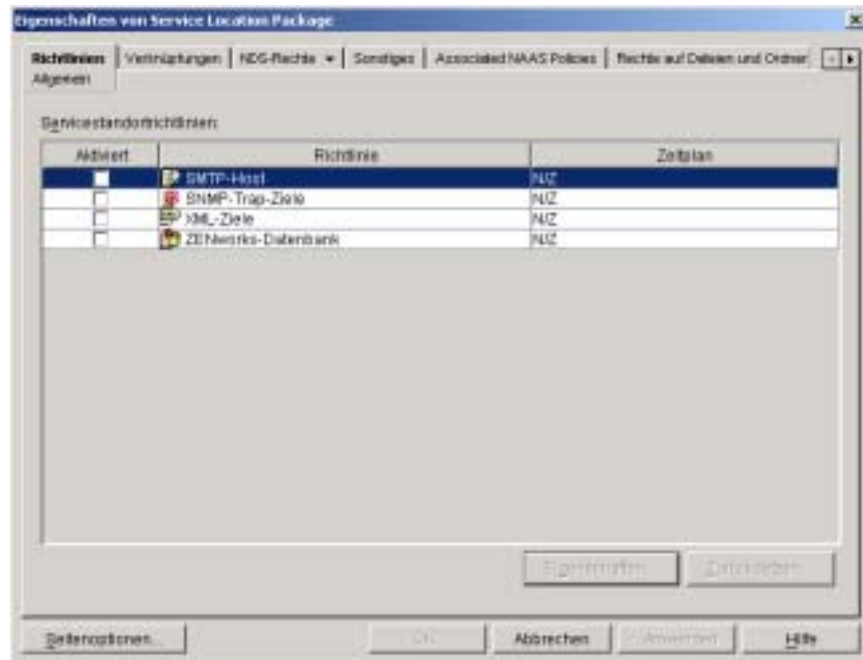 Eigenschaften von Service Location Package
Richtlinien | Verknüpfungen | NDS-Rechte | Sonstiges | Associated NAAS Policies | Rechte auf Dateien und Ordner
Allgemein
Servicestandortrichtlinien:
Aktiviert Richtlinie Zeitplan
SMTP-Host N/Z
SNMP-Trap-Ziele N/Z
XML-Ziele N/Z
ZENworks-Datenbank N/Z
Eigenschaften... Zurücksetzen
Seitenoptionen... OK Abbrechen Anwenden Hilfe